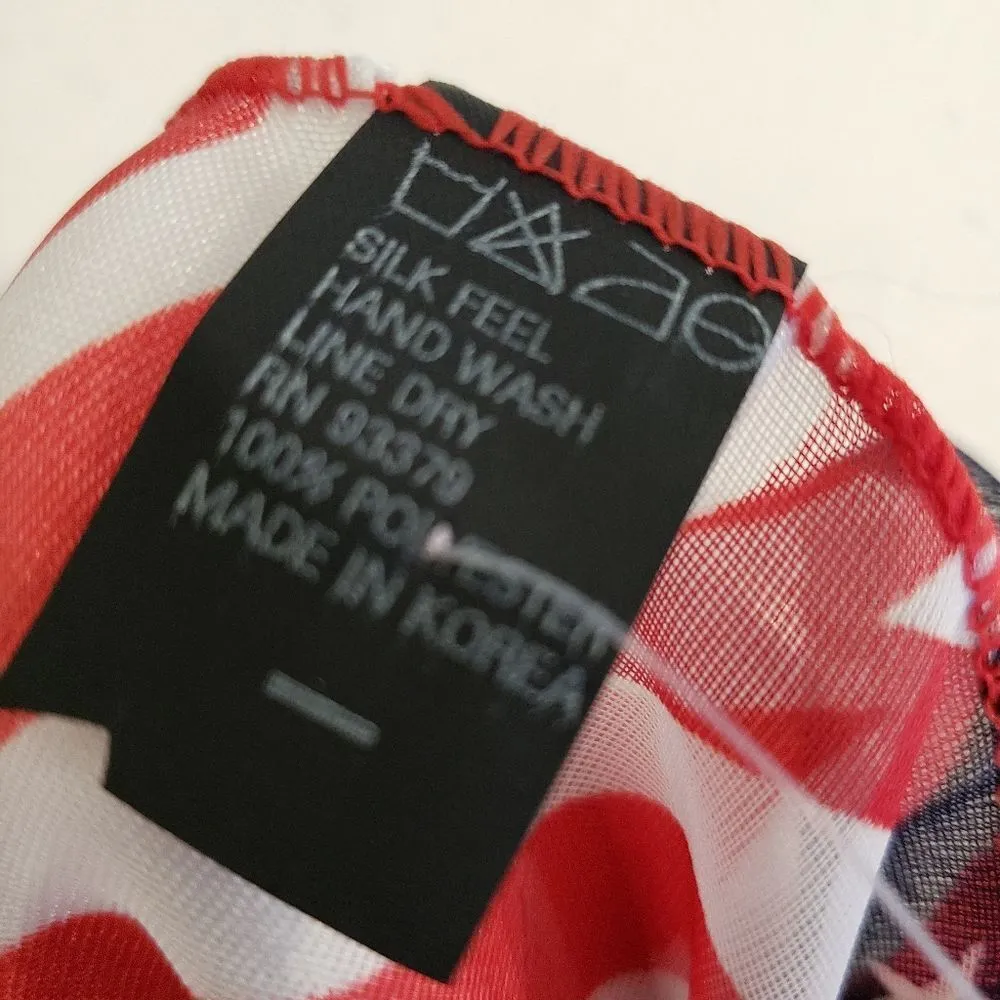 SILK FEEL
HAND WASH
LINE DRY
RN 93379
100% POLYESTER
MADE IN KOREA